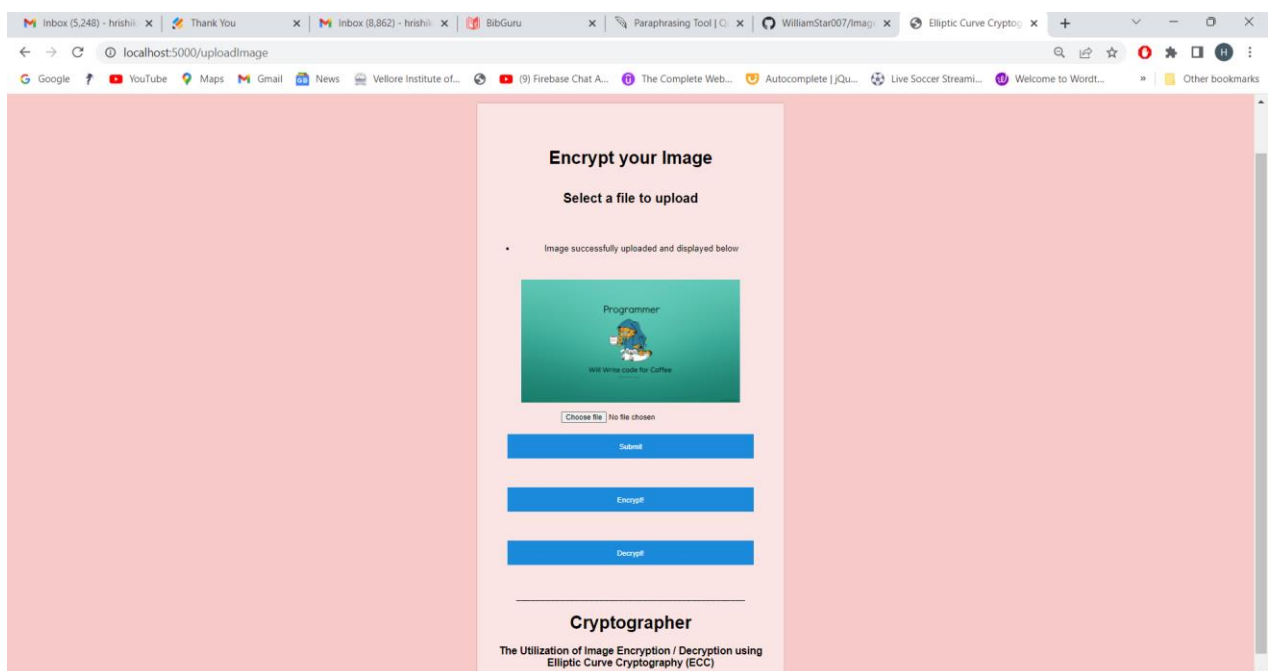 Inbox (5,248) - hrishi
Thank You
Inbox (8,862) - hrishi
BibGuru
Paraphrasing Tool | Q
WilliamStar007/Imag
Elliptic Curve Cryptog
localhost:5000/uploadImage
Google
YouTube
Maps
Gmail
News
Vellore Institute of...
(9) Firebase Chat A...
The Complete Web...
Autocomplete | jQu...
Live Soccer Streami...
Welcome to Wordt...
»
Other bookmarks
Encrypt your Image
Select a file to upload
• Image successfully uploaded and displayed below
Programmer
Will Write code for Coffee
Choose file No file chosen
Submit
Encrypt!
Decrypt!
Cryptographer
The Utilization of Image Encryption / Decryption using
Elliptic Curve Cryptography (ECC)